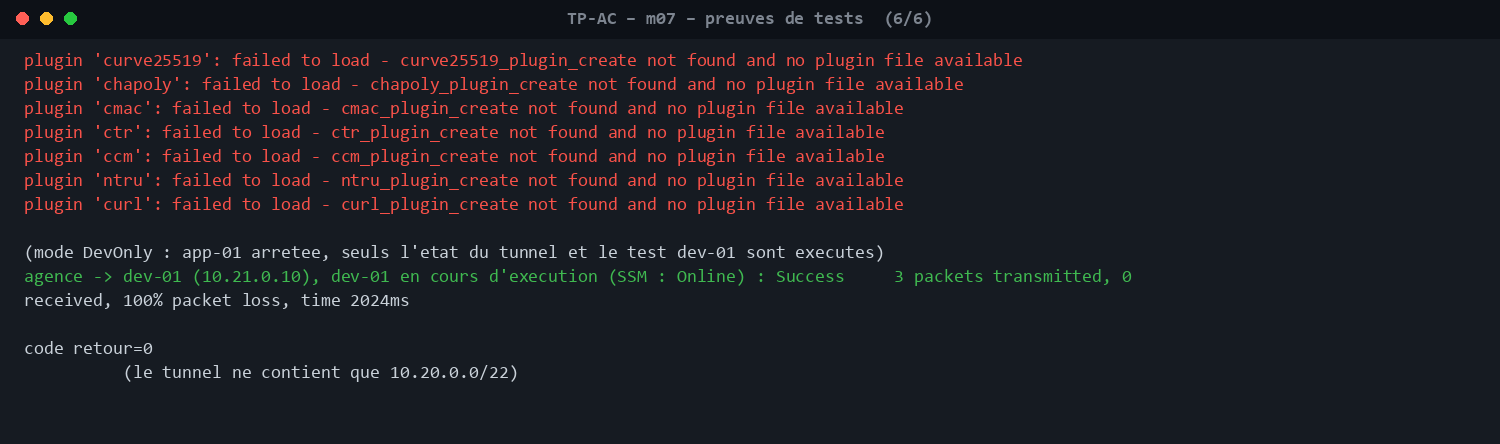 TP-AC – m07 – preuves de tests  (6/6)
plugin 'curve25519': failed to load - curve25519_plugin_create not found and no plugin file available
plugin 'chapoly': failed to load - chapoly_plugin_create not found and no plugin file available
plugin 'cmac': failed to load - cmac_plugin_create not found and no plugin file available
plugin 'ctr': failed to load - ctr_plugin_create not found and no plugin file available
plugin 'ccm': failed to load - ccm_plugin_create not found and no plugin file available
plugin 'ntru': failed to load - ntru_plugin_create not found and no plugin file available
plugin 'curl': failed to load - curl_plugin_create not found and no plugin file available
(mode DevOnly : app-01 arretee, seuls l'etat du tunnel et le test dev-01 sont executes)
agence -> dev-01 (10.21.0.10), dev-01 en cours d'execution (SSM : Online) : Success     3 packets transmitted, 0
received, 100% packet loss, time 2024ms
code retour=0
(le tunnel ne contient que 10.20.0.0/22)